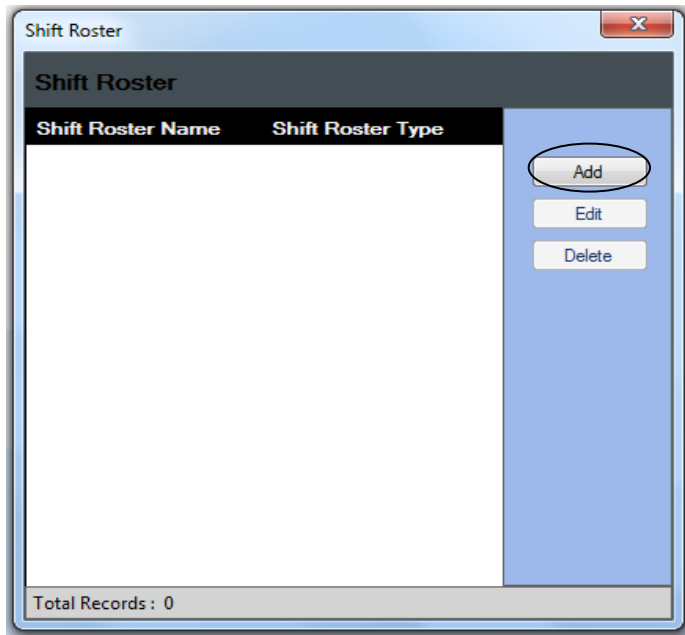 Shift Roster
Shift Roster
Shift Roster Name Shift Roster Type
Add
Edit
Delete
Total Records : 0